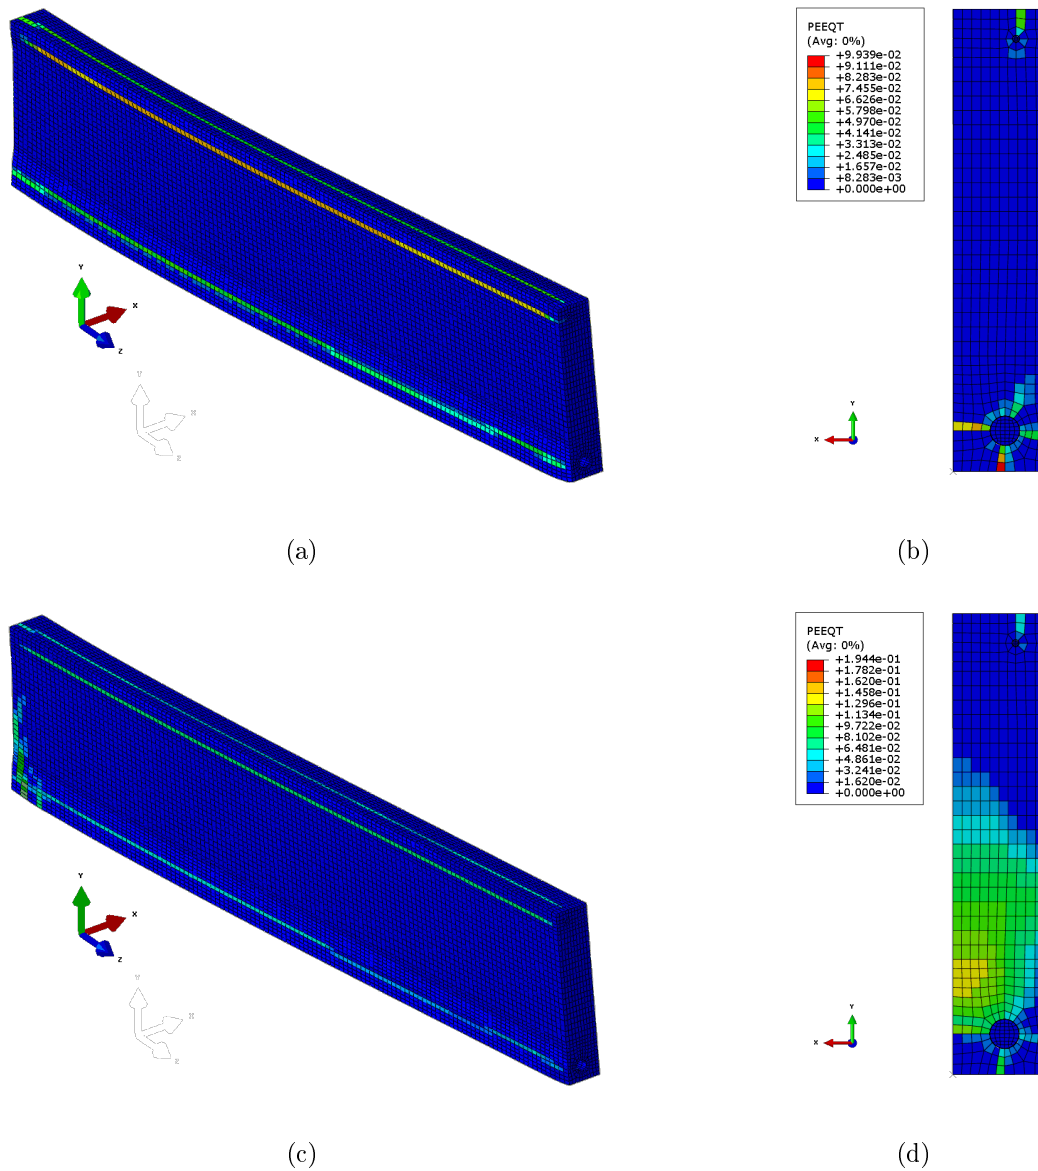 Y
X
Z
Y
X
Z
PEEQT
(Avg: 0%)
+9.939e-02
+9.111e-02
+8.283e-02
+7.455e-02
+6.626e-02
+5.798e-02
+4.970e-02
+4.141e-02
+3.313e-02
+2.485e-02
+1.657e-02
+8.283e-03
+0.000e+00
Y
X
(a)
(b)
Y
X
Z
Y
X
Z
PEEQT
(Avg: 0%)
+1.944e-01
+1.782e-01
+1.620e-01
+1.458e-01
+1.296e-01
+1.134e-01
+9.722e-02
+8.102e-02
+6.481e-02
+4.861e-02
+3.241e-02
+1.620e-02
+0.000e+00
Y
X
(c)
(d)